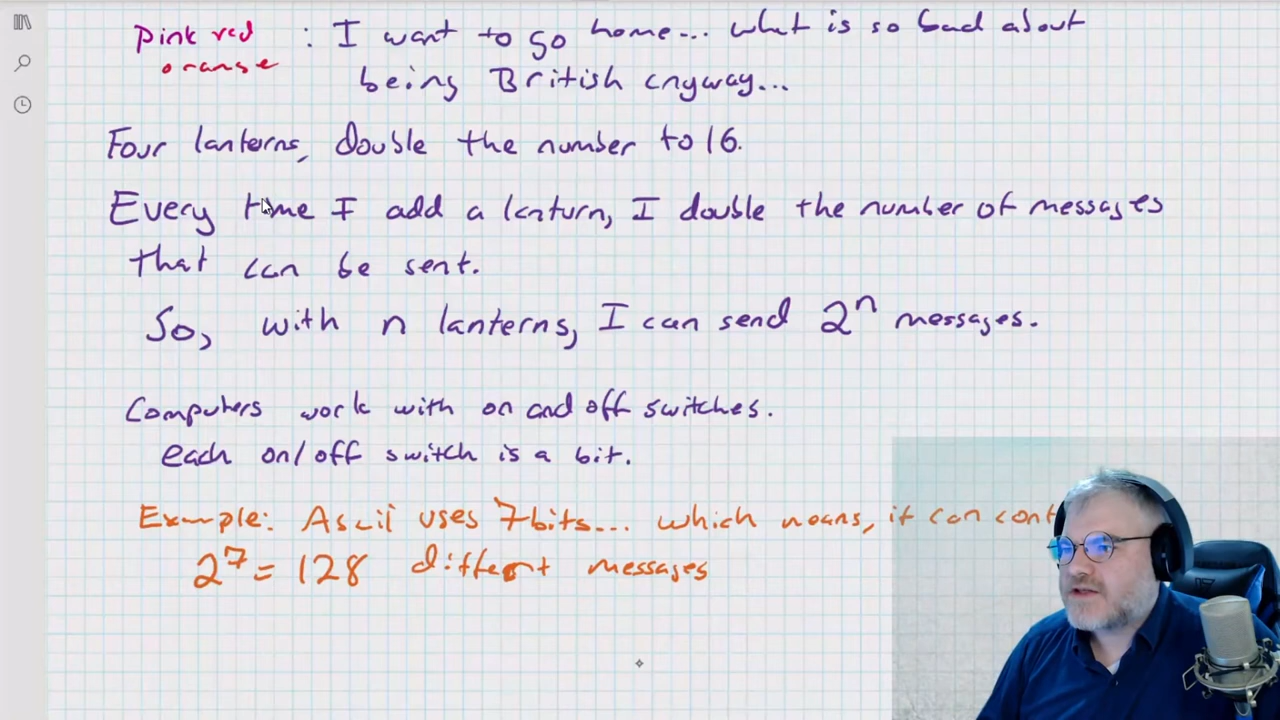 Pink red : I want to go home... what is so bad about
orange
being British anyway...
Four lanterns, double the number to 16.
Every time I add a lanturn, I double the number of messages
that can be sent.
So, with n lanterns, I can send 2ⁿ messages.
Computers work with on and off switches.
each on/off switch is a bit.
Example: Ascii uses 7bits... which means, it can cont
2⁷ = 128 different messages